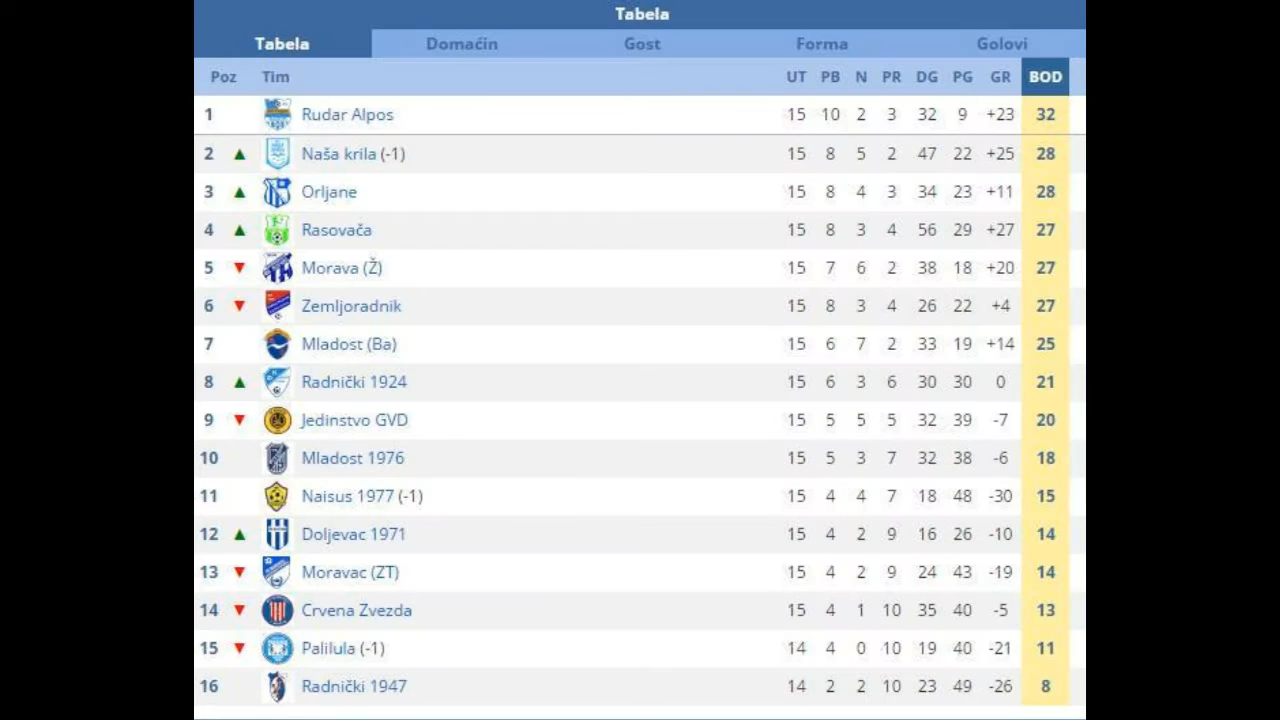 Tabela
Tabela Domaćin Gost Forma Golovi
Poz Tim UT PB N PR DG PG GR BOD
1 Rudar Alpos 15 10 2 3 32 9 +23 32
2 Naša krila (-1) 15 8 5 2 47 22 +25 28
3 Orljane 15 8 4 3 34 23 +11 28
4 Rasovača 15 8 3 4 56 29 +27 27
5 Morava (Ž) 15 7 6 2 38 18 +20 27
6 Zemljoradnik 15 8 3 4 26 22 +4 27
7 Mladost (Ba) 15 6 7 2 33 19 +14 25
8 Radnički 1924 15 6 3 6 30 30 0 21
9 Jedinstvo GVD 15 5 5 5 32 39 -7 20
10 Mladost 1976 15 5 3 7 32 38 -6 18
11 Naisus 1977 (-1) 15 4 4 7 18 48 -30 15
12 Doljevac 1971 15 4 2 9 16 26 -10 14
13 Moravac (ZT) 15 4 2 9 24 43 -19 14
14 Crvena Zvezda 15 4 1 10 35 40 -5 13
15 Palilula (-1) 14 4 0 10 19 40 -21 11
16 Radnički 1947 14 2 2 10 23 49 -26 8